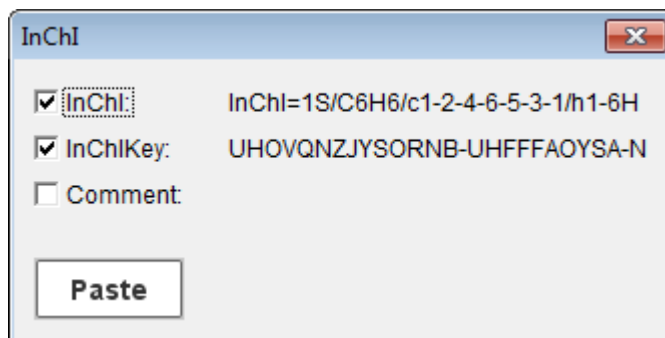 InChI
InChI: InChI=1S/C6H6/c1-2-4-6-5-3-1/h1-6H
InChIKey: UHOVQNZJYSORNB-UHFFFAOYSA-N
Comment:
Paste